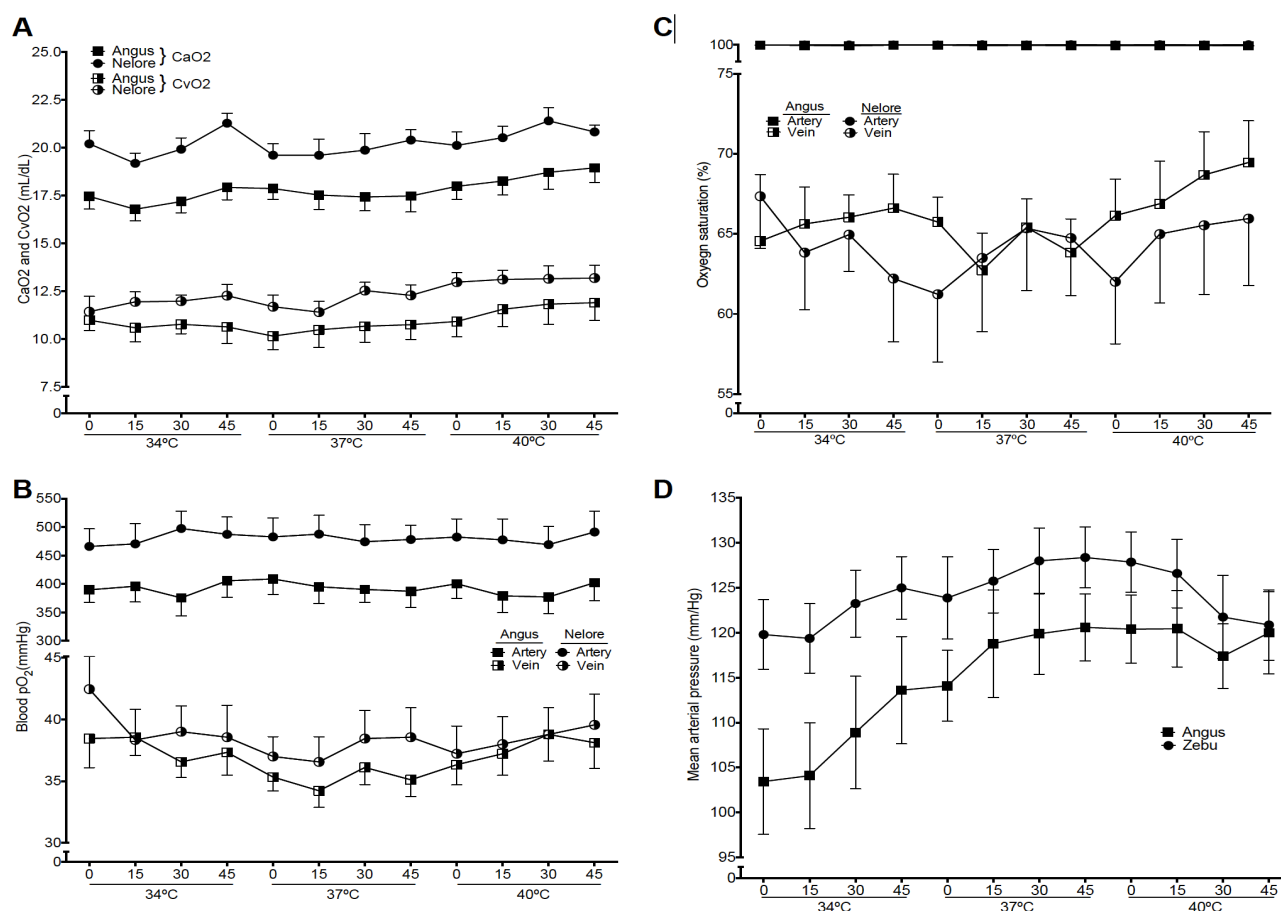 A
Angus } CaO2
Nelore
Angus } CvO2
Nelore
CaO2 and CvO2 (mL/dL)
25.0
22.5
20.0
17.5
15.0
12.5
10.0
7.5
0
0 15 30 45 0 15 30 45 0 15 30 45
34ºC 37ºC 40ºC
C
Angus Nelore
Artery Artery
Vein Vein
Oxyegn saturation (%)
100
75
70
65
60
55
0
0 15 30 45 0 15 30 45 0 15 30 45
34ºC 37ºC 40ºC
B
Angus Nelore
Artery Artery
Vein Vein
Blood pO2(mmHg)
550
500
450
400
350
300
45
40
35
30
0
0 15 30 45 0 15 30 45 0 15 30 45
34ºC 37ºC 40ºC
D
Angus
Zebu
Mean arterial pressure (mm/Hg)
135
130
125
120
115
110
105
100
95
0
0 15 30 45 0 15 30 45 0 15 30 45
34ºC 37ºC 40ºC